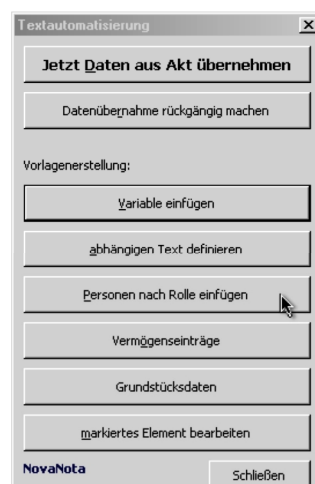 Textautomatisierung
Jetzt Daten aus Akt übernehmen
Datenübernahme rückgängig machen
Vorlagenerstellung:
Variable einfügen
abhängigen Text definieren
Personen nach Rolle einfügen
Vermögenseinträge
Grundstücksdaten
markiertes Element bearbeiten
NovaNota
Schließen